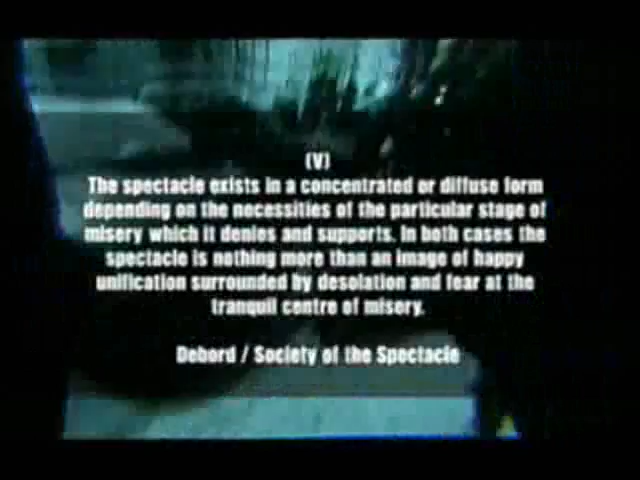 (V)
The spectacle exists in a concentrated or diffuse form
depending on the necessities of the particular stage of
misery which it denies and supports. In both cases the
spectacle is nothing more than an image of happy
unification surrounded by desolation and fear at the
tranquil centre of misery.
Debord / Society of the Spectacle